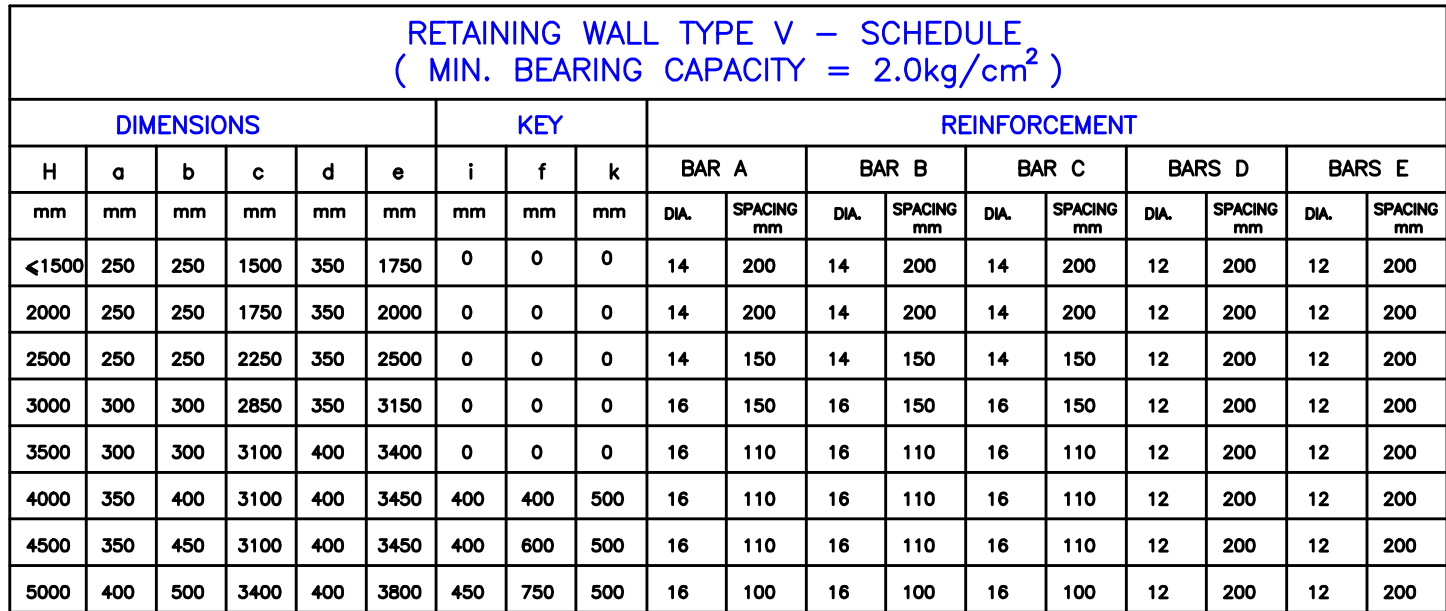 RETAINING WALL TYPE V – SCHEDULE
( MIN. BEARING CAPACITY = 2.0kg/cm² )
DIMENSIONS KEY REINFORCEMENT
H a b c d e i f k BAR A BAR B BAR C BARS D BARS E
mm mm mm mm mm mm mm mm mm DIA. SPACING mm DIA. SPACING mm DIA. SPACING mm DIA. SPACING mm DIA. SPACING mm
⩽1500 250 250 1500 350 1750 0 0 0 14 200 14 200 14 200 12 200 12 200
2000 250 250 1750 350 2000 0 0 0 14 200 14 200 14 200 12 200 12 200
2500 250 250 2250 350 2500 0 0 0 14 150 14 150 14 150 12 200 12 200
3000 300 300 2850 350 3150 0 0 0 16 150 16 150 16 150 12 200 12 200
3500 300 300 3100 400 3400 0 0 0 16 110 16 110 16 110 12 200 12 200
4000 350 400 3100 400 3450 400 400 500 16 110 16 110 16 110 12 200 12 200
4500 350 450 3100 400 3450 400 600 500 16 110 16 110 16 110 12 200 12 200
5000 400 500 3400 400 3800 450 750 500 16 100 16 100 16 100 12 200 12 200